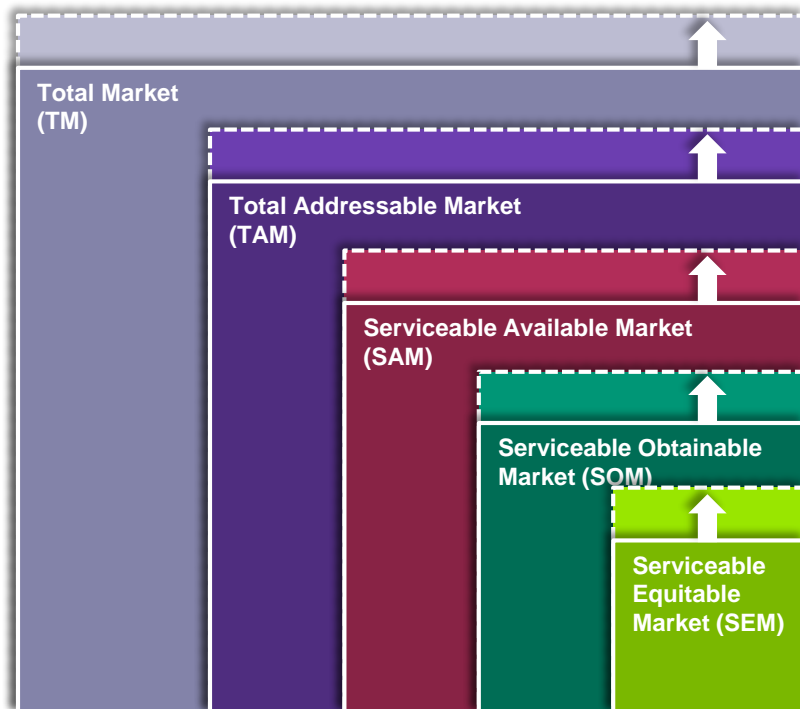 Total Market
(TM)
Total Addressable Market
(TAM)
Serviceable Available Market
(SAM)
Serviceable Obtainable
Market (SOM)
Serviceable
Equitable
Market (SEM)